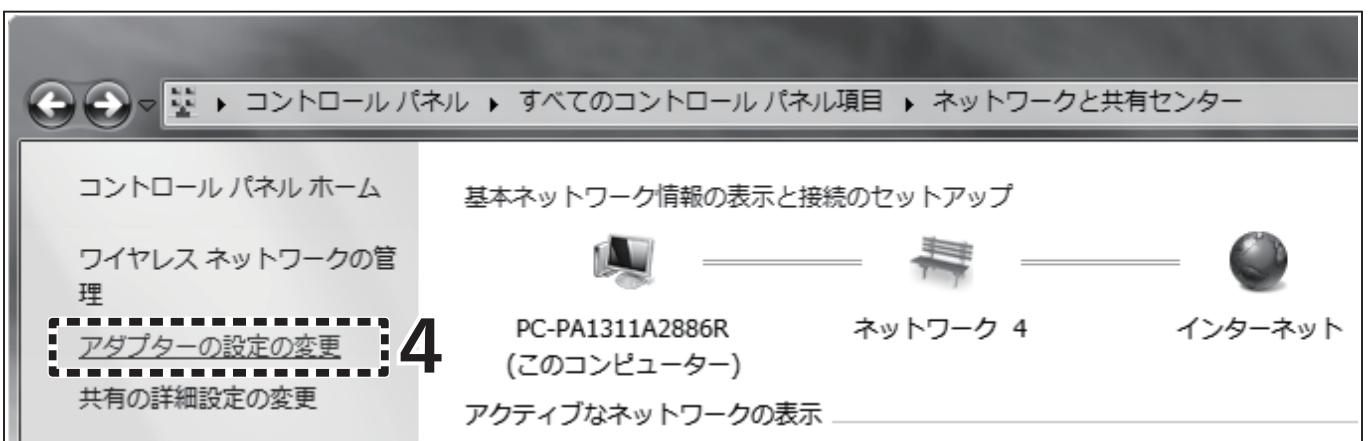 コントロール パネル ▸ すべてのコントロール パネル項目 ▸ ネットワークと共有センター
コントロール パネル ホーム
ワイヤレス ネットワークの管
理
アダプターの設定の変更 4
共有の詳細設定の変更
基本ネットワーク情報の表示と接続のセットアップ
PC-PA1311A2886R
(このコンピューター)
ネットワーク 4
インターネット
アクティブなネットワークの表示